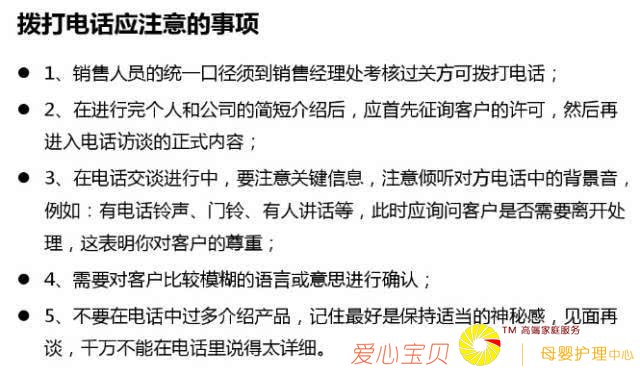 拨打电话应注意的事项
● 1、销售人员的统一口径须到销售经理处考核过关方可拨打电话；
● 2、在进行完个人和公司的简短介绍后，应首先征询客户的许可，然后再
进入电话访谈的正式内容；
● 3、在电话交谈进行中，要注意关键信息，注意倾听对方电话中的背景音，
例如：有电话铃声、门铃、有人讲话等，此时应询问客户是否需要离开处
理，这表明你对客户的尊重；
● 4、需要对客户比较模糊的语言或意思进行确认；
● 5、不要在电话中过多介绍产品，记住最好是保持适当的神秘感，见面再
谈，千万不能在电话里说得太详细。
TM 高端家庭服务
爱心宝贝 | 母婴护理中心